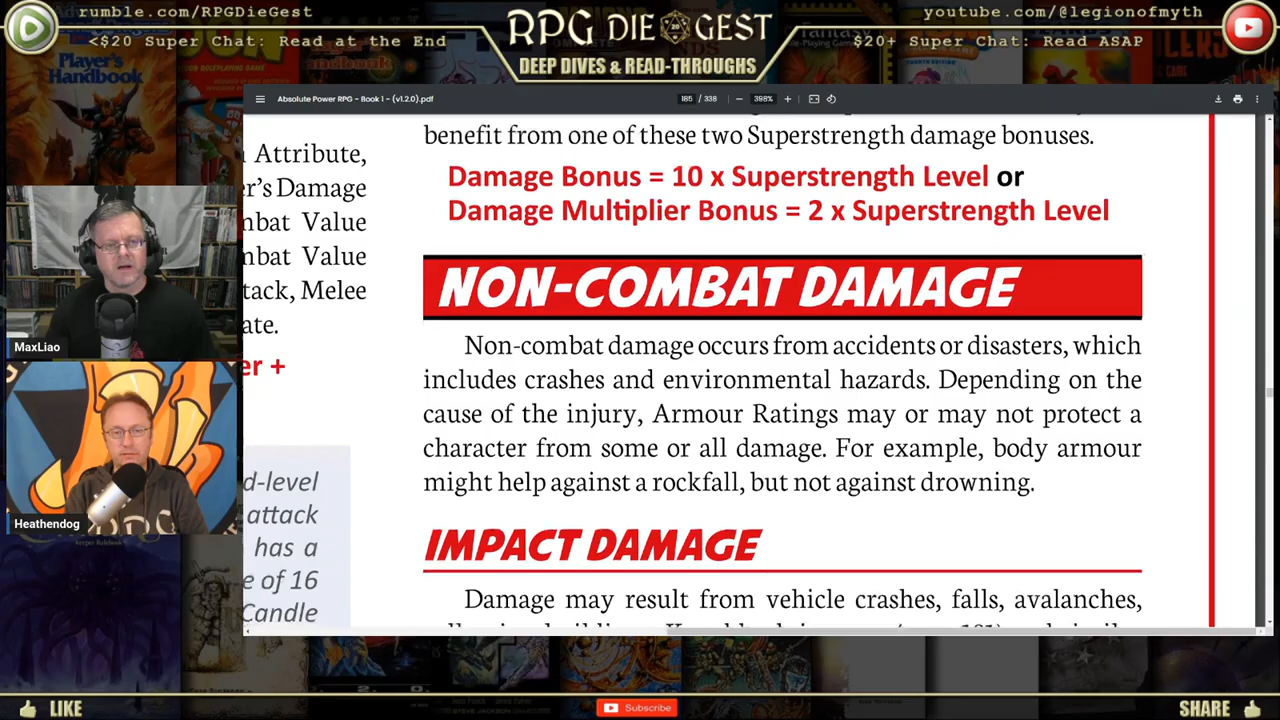 rumble.com/RPGDieGest
<$20 Super Chat: Read at the End
RPG DIE GEST
20
DEEP DIVES & READ-THROUGHS
youtube.com/@legionofmyth
$20+ Super Chat: Read ASAP
Player's
Handbook
Absolute Power RPG - Book 1 - (v1.2.0).pdf
185 / 338
398%
Attribute,
er's Damage
mbat Value
mbat Value
tack, Melee
ate.
er +
d-level
attack
has a
e of 16
Candle
benefit from one of these two Superstrength damage bonuses.
Damage Bonus = 10 x Superstrength Level or
Damage Multiplier Bonus = 2 x Superstrength Level
NON-COMBAT DAMAGE
Non-combat damage occurs from accidents or disasters, which
includes crashes and environmental hazards. Depending on the
cause of the injury, Armour Ratings may or may not protect a
character from some or all damage. For example, body armour
might help against a rockfall, but not against drowning.
IMPACT DAMAGE
Damage may result from vehicle crashes, falls, avalanches,
MaxLiao
Heathendog
LIKE
Subscribe
SHARE